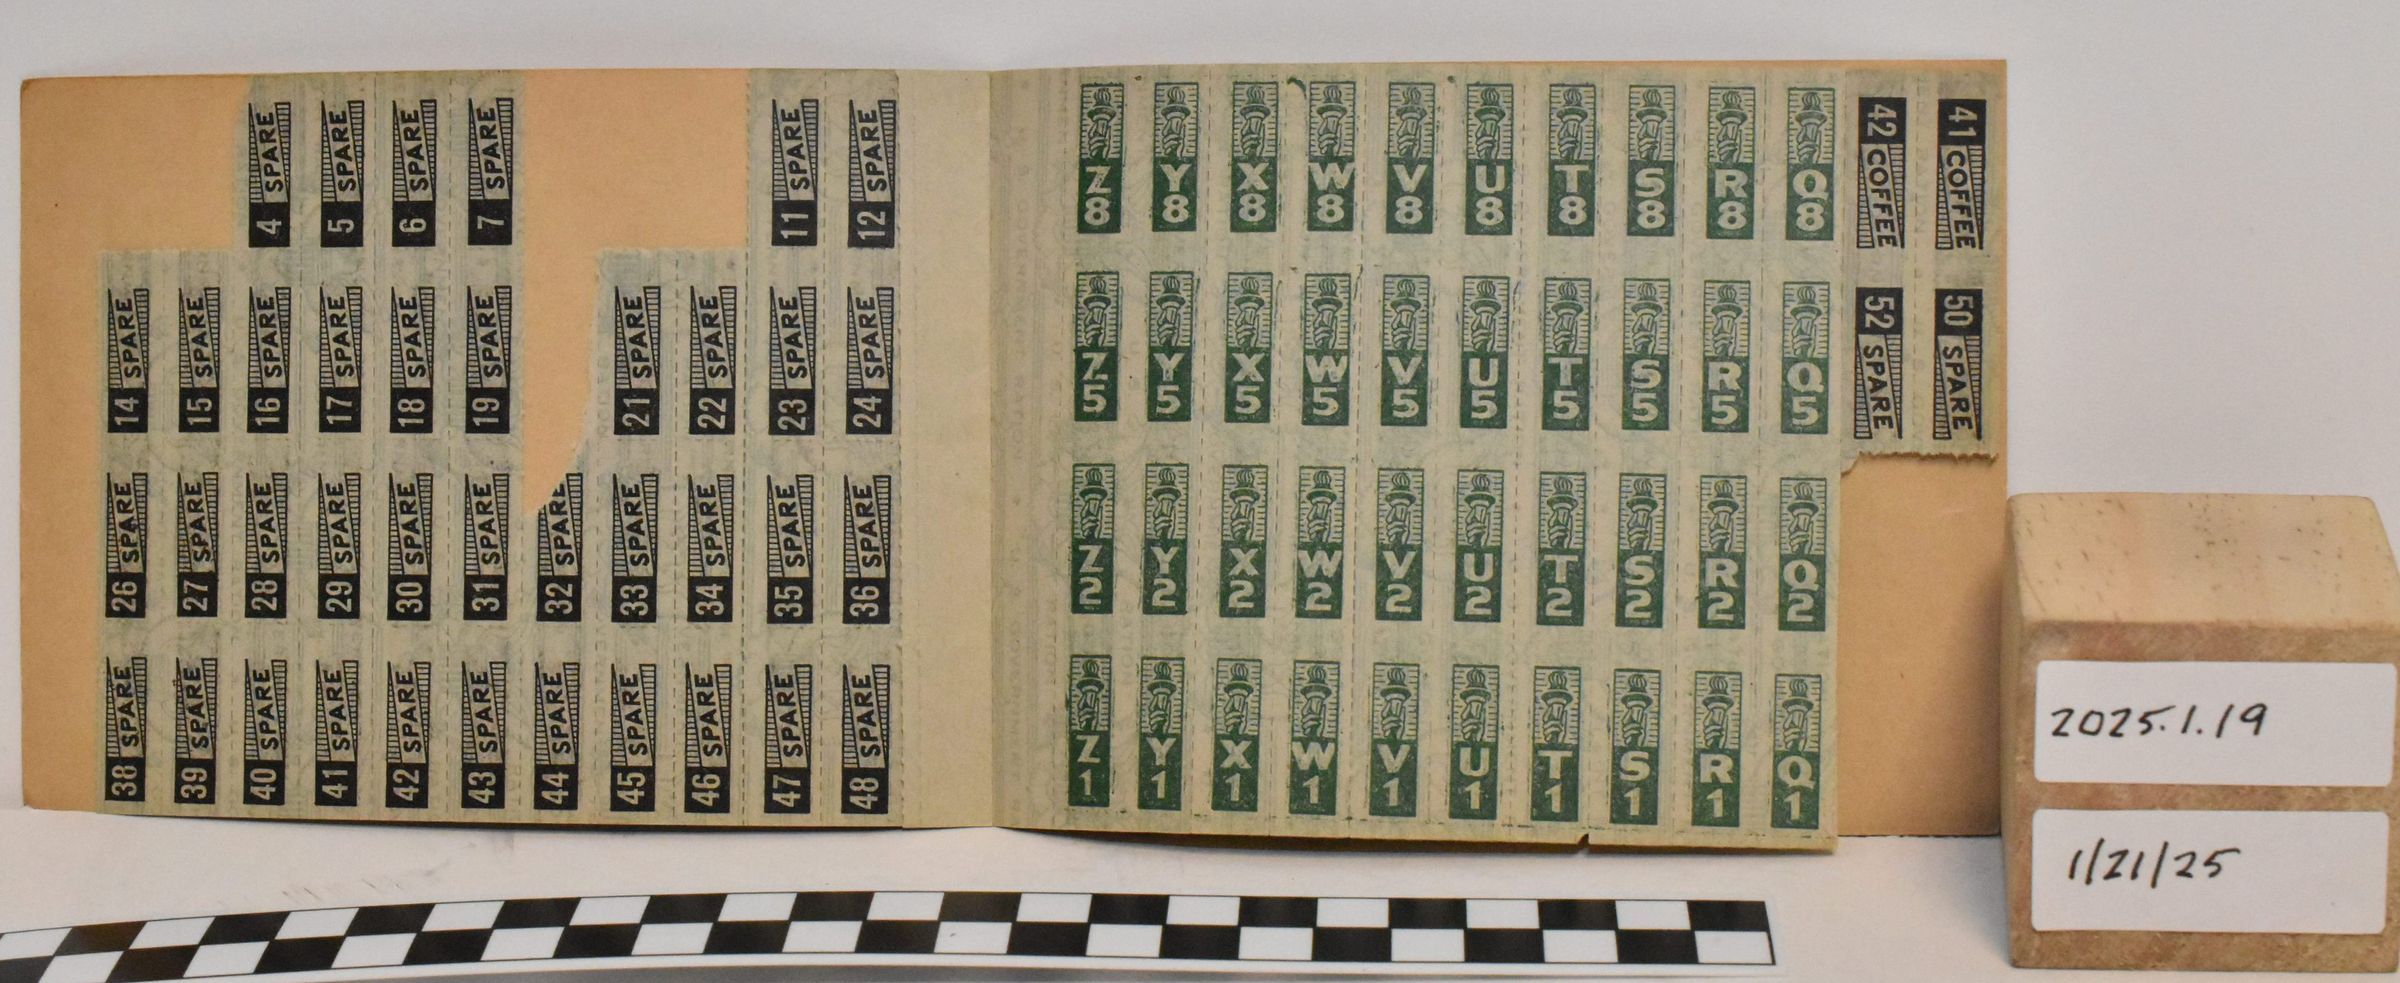 4 SPARE 5 SPARE 6 SPARE 7 SPARE 11 SPARE 12 SPARE
14 SPARE 15 SPARE 16 SPARE 17 SPARE 18 SPARE 19 SPARE 21 SPARE 22 SPARE 23 SPARE 24 SPARE
26 SPARE 27 SPARE 28 SPARE 29 SPARE 30 SPARE 31 SPARE 32 SPARE 33 SPARE 34 SPARE 35 SPARE 36 SPARE
38 SPARE 39 SPARE 40 SPARE 41 SPARE 42 SPARE 43 SPARE 44 SPARE 45 SPARE 46 SPARE 47 SPARE 48 SPARE
Z8 Y8 X8 W8 V8 U8 T8 S8 R8 Q8
Z5 Y5 X5 W5 V5 U5 T5 S5 R5 Q5
Z2 Y2 X2 W2 V2 U2 T2 S2 R2 Q2
Z1 Y1 X1 W1 V1 U1 T1 S1 R1 Q1
42 COFFEE 41 COFFEE
52 SPARE 50 SPARE
2025.1.19
1/21/25